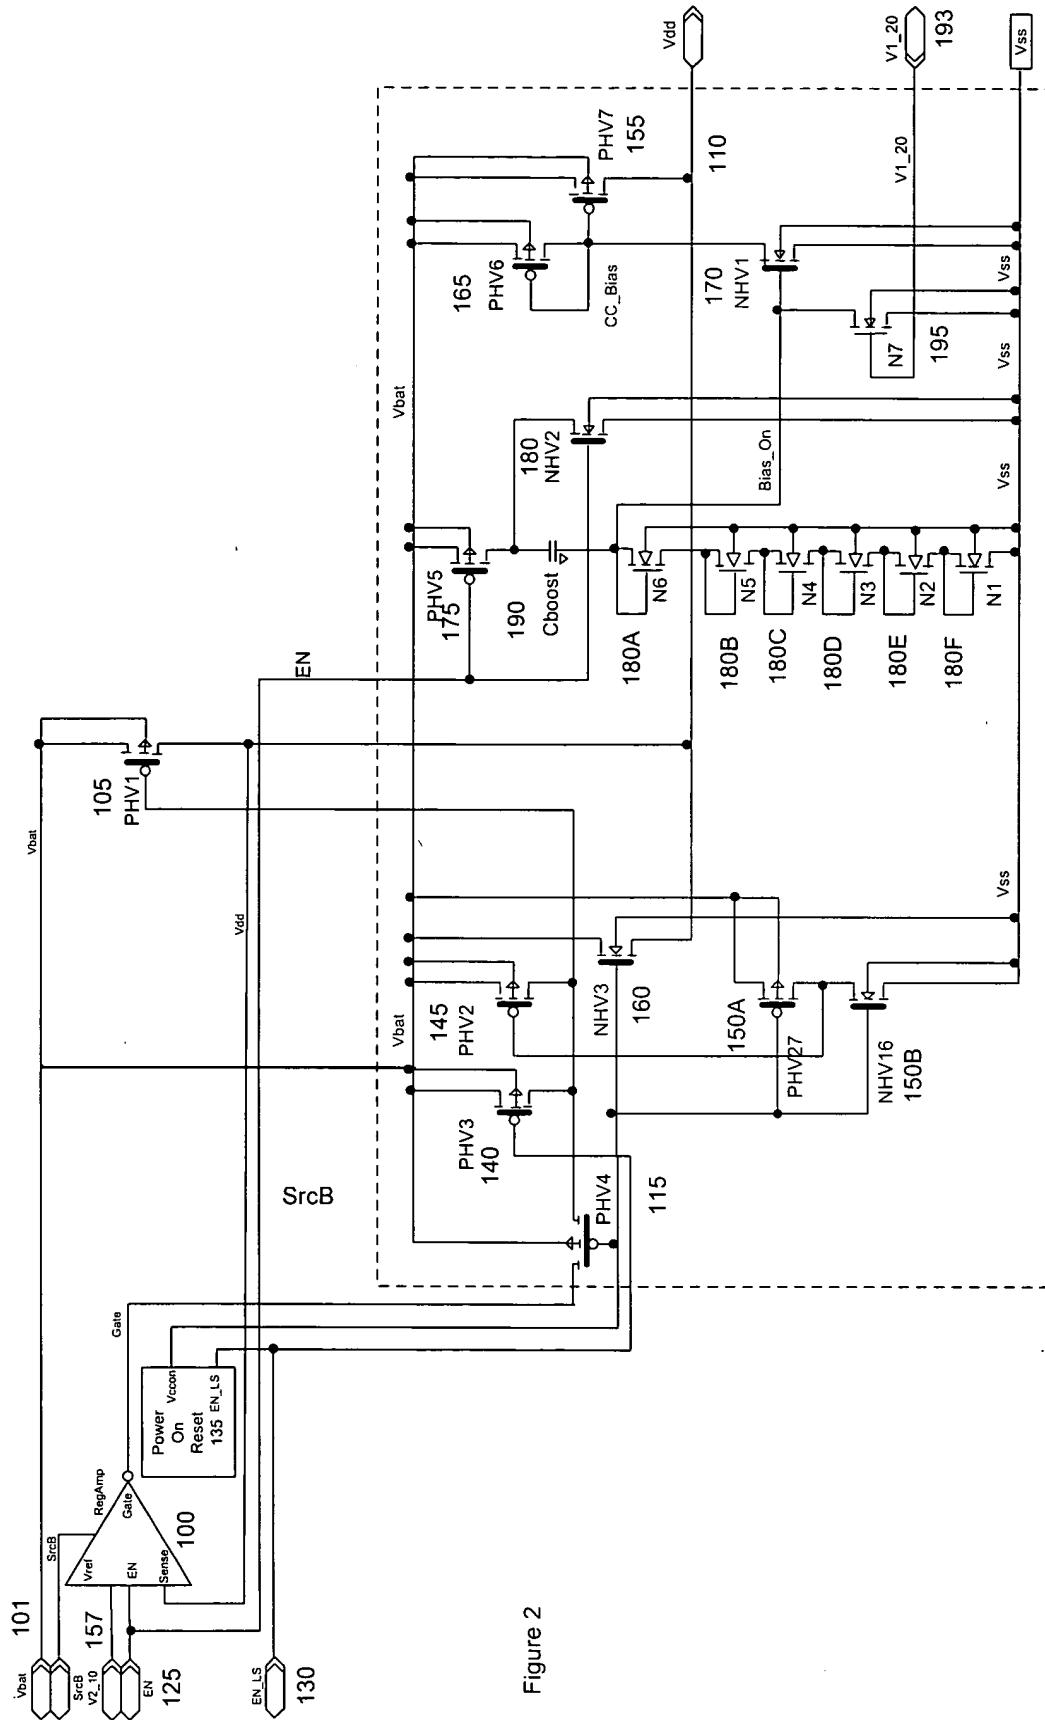 Vbat
101
SrcB
V2_10
157
EN
125
EN_LS
130
Vref
EN
Sense
SrcB
RegAmp
Gate
100
Gate
Power
On
Reset
135
Vccon
EN_LS
Vbat
105
PHV1
Vdd
EN
SrcB
Vbat
PHV3
140
145
PHV2
PHV4
115
NHV3
160
150A
PHV27
NHV16
150B
Vss
Vbat
PHV5
175
190
Cboost
180
NHV2
180A
N6
180B
N5
180C
N4
180D
N3
180E
N2
180F
N1
Bias_On
Vss
165
PHV6
CC_Bias
PHV7
155
110
170
NHV1
N7
195
Vss
Vss
Vdd
V1_20
V1_20
193
Vss
Figure 2